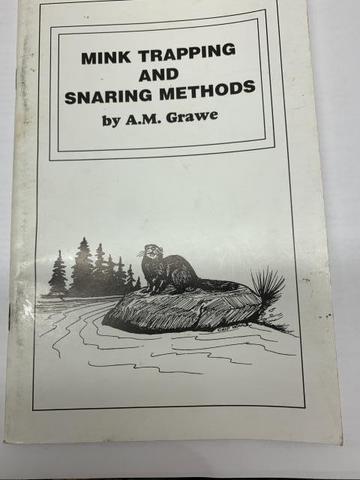 MINK TRAPPING
AND
SNARING METHODS
by A.M. Grawe